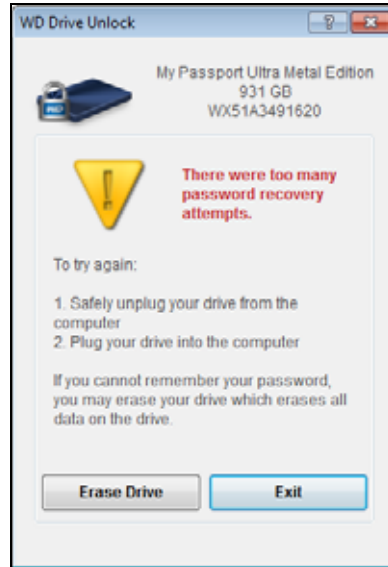 WD Drive Unlock
My Passport Ultra Metal Edition
931 GB
WX51A3491620
There were too many
password recovery
attempts.
To try again:
1. Safely unplug your drive from the
computer
2. Plug your drive into the computer
If you cannot remember your password,
you may erase your drive which erases all
data on the drive.
Erase Drive
Exit